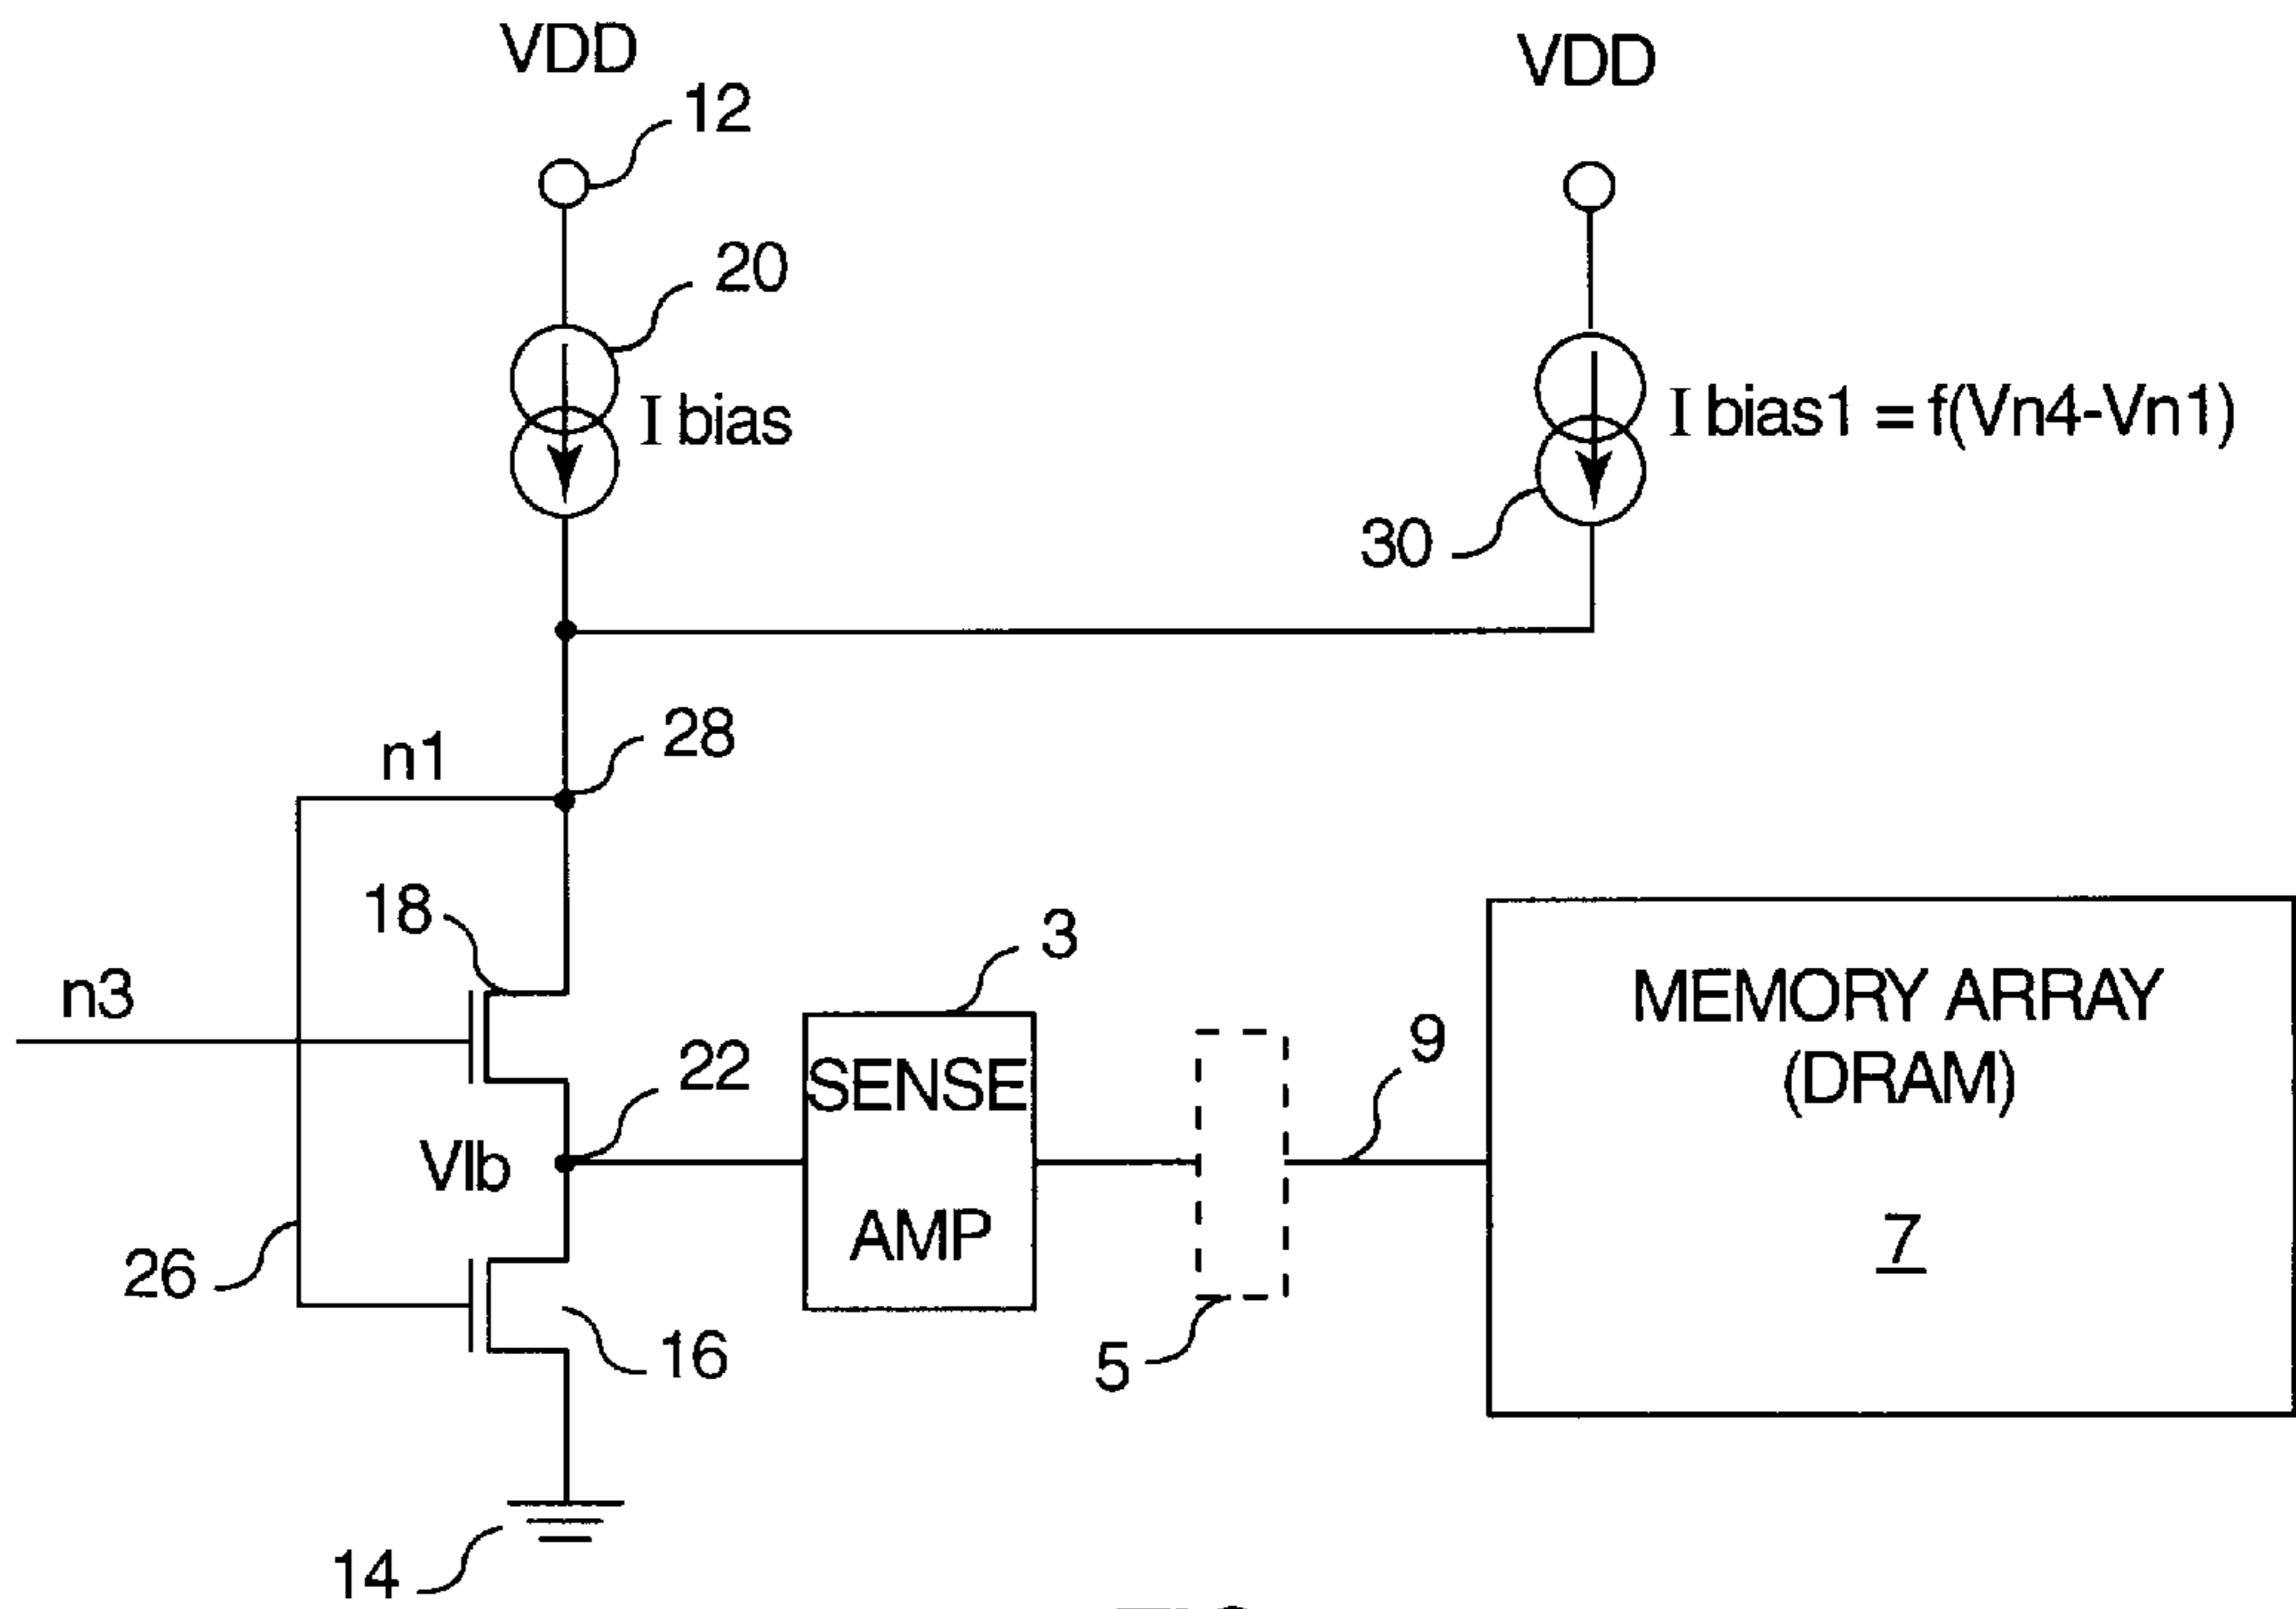 VDD
VDD
12
20
I bias
I bias1 = f(Vn4-Vn1)
30
n1
28
18
n3
3
22
9
SENSE
AMP
MEMORY ARRAY
(DRAM)
7
Vlb
26
16
5
14